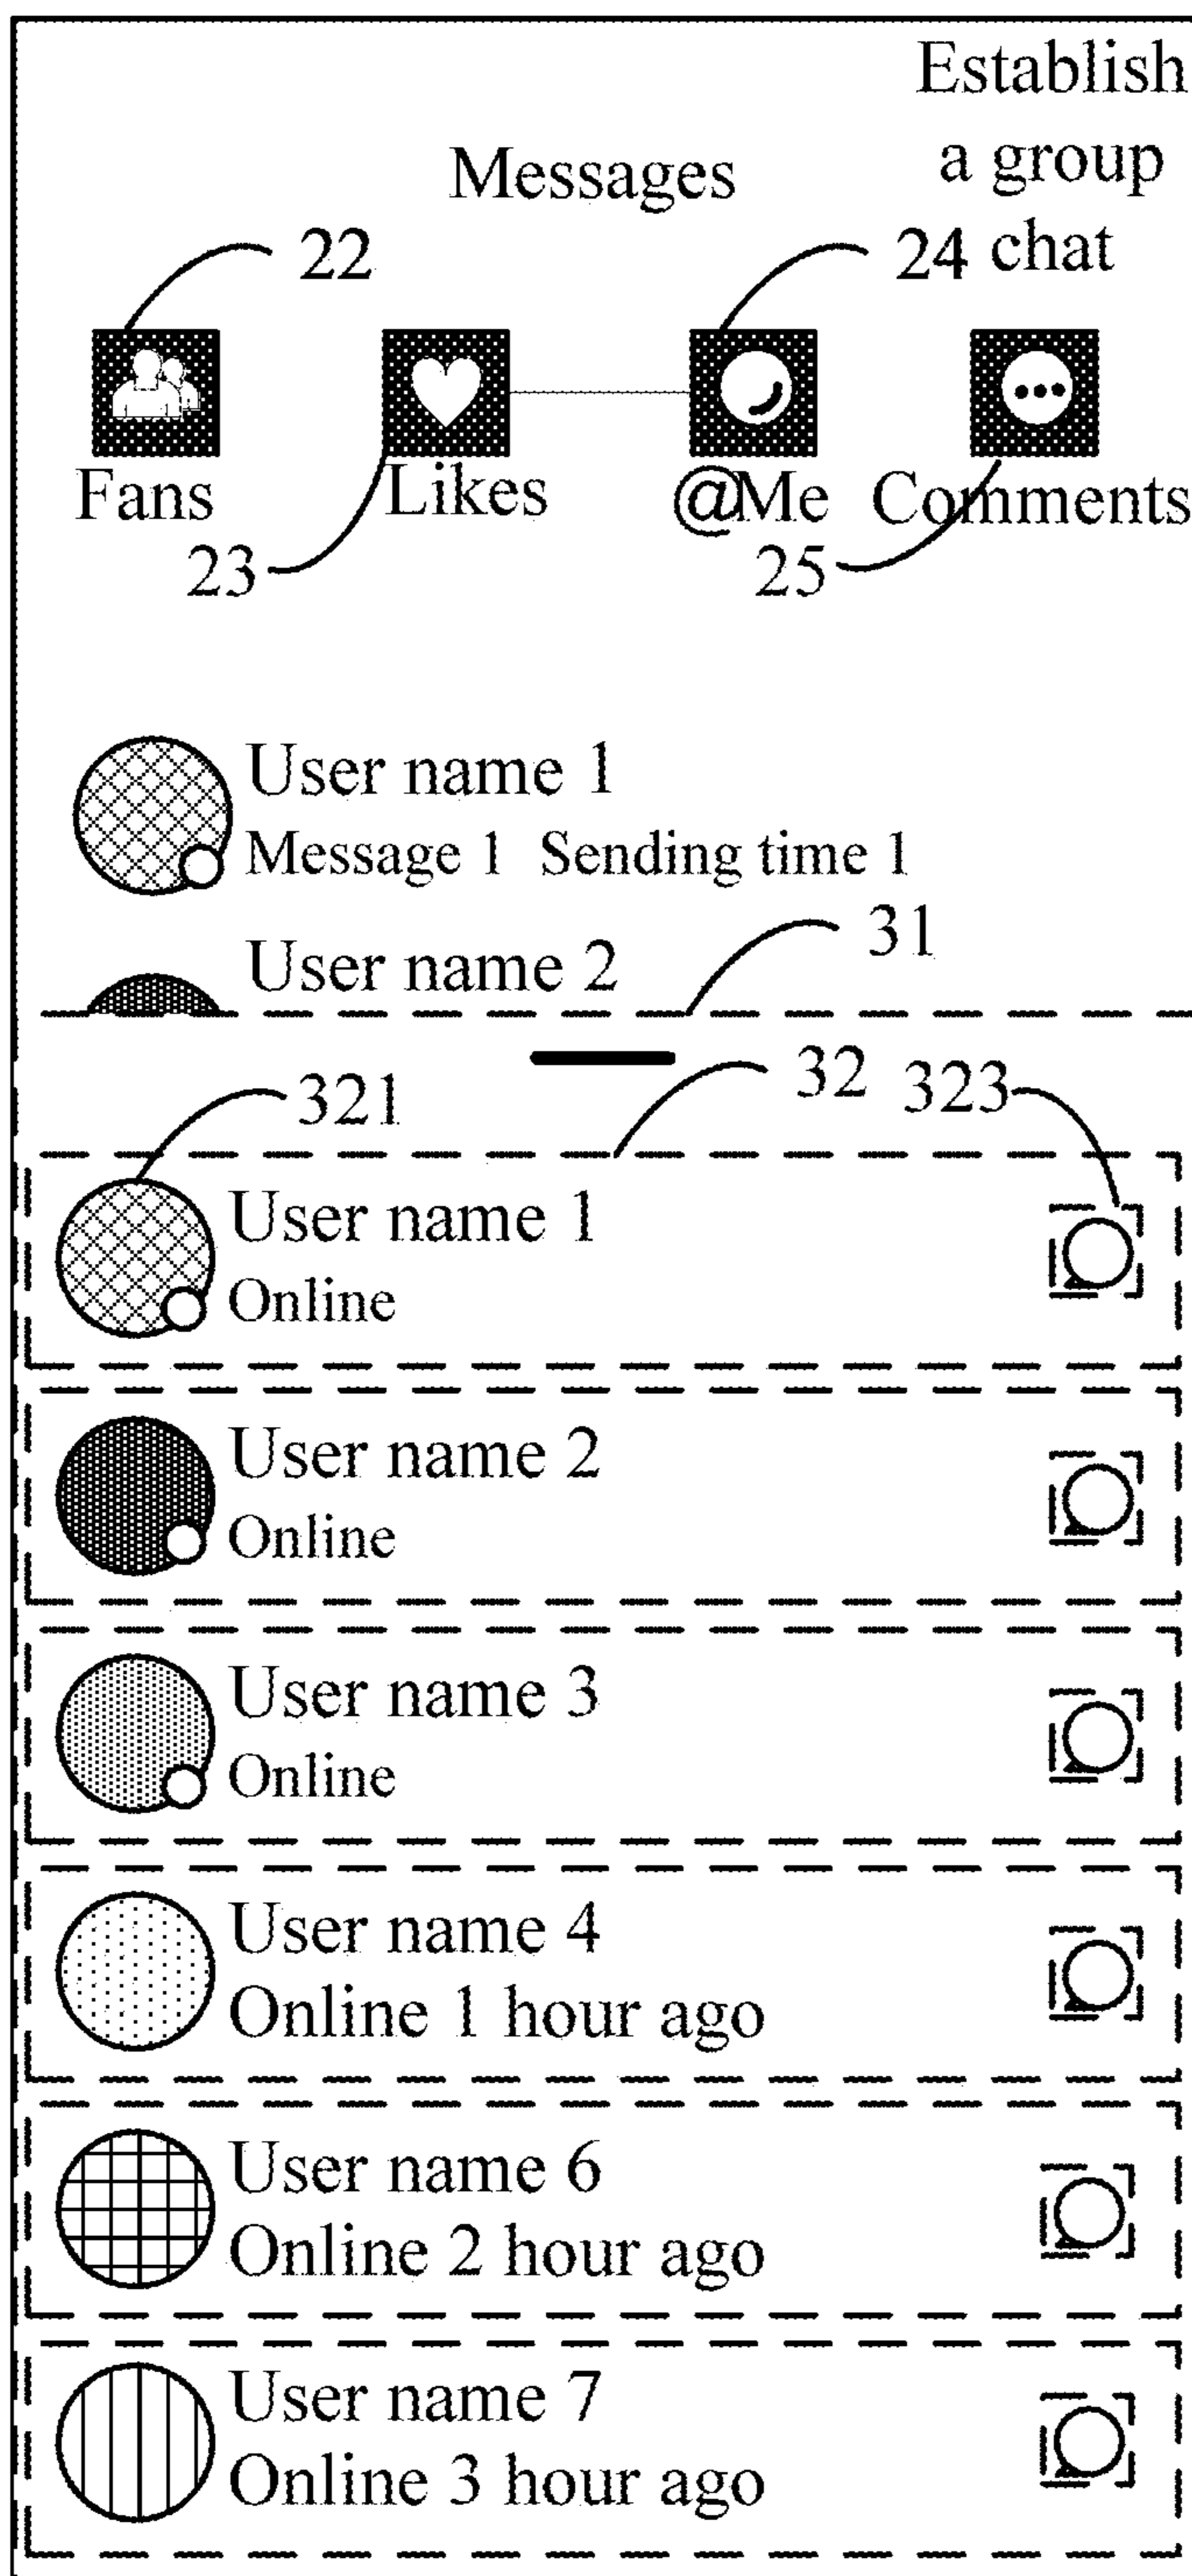 Establish
a group
chat
Messages
22
24
Fans
Likes
@Me
Comments
23
25
User name 1
Message 1 Sending time 1
31
User name 2
32
323
321
User name 1
Online
User name 2
Online
User name 3
Online
User name 4
Online 1 hour ago
User name 6
Online 2 hour ago
User name 7
Online 3 hour ago